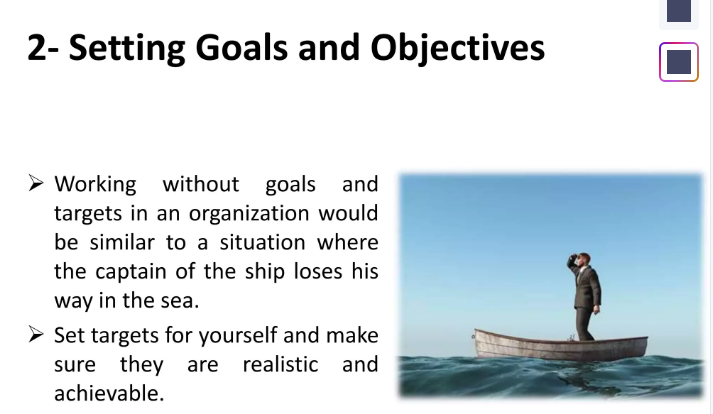 2- Setting Goals and Objectives
Working without goals and
targets in an organization would
be similar to a situation where
the captain of the ship loses his
way in the sea.
Set targets for yourself and make
sure they are realistic and
achievable.